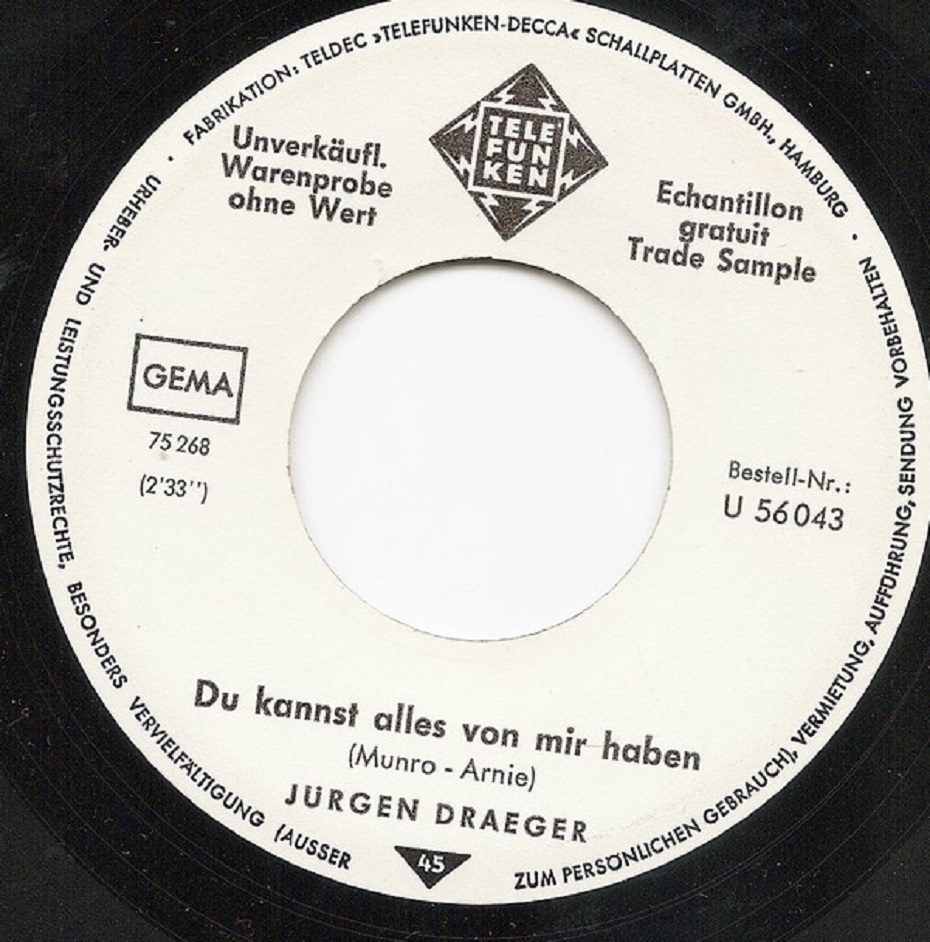 FABRIKATION: TELDEC »TELEFUNKEN-DECCA« SCHALLPLATTEN GMBH., HAMBURG ·
URHEBER- UND LEISTUNGSSCHUTZRECHTE, BESONDERS VERVIELFÄLTIGUNG (AUSSER
ZUM PERSÖNLICHEN GEBRAUCH), VERMIETUNG, AUFFÜHRUNG, SENDUNG VORBEHALTEN ·
TELE
FUN
KEN
Unverkäufl.
Warenprobe
ohne Wert
Echantillon
gratuit
Trade Sample
GEMA
75 268
(2'33'')
Bestell-Nr.:
U 56 043
Du kannst alles von mir haben
(Munro - Arnie)
JÜRGEN DRAEGER
45